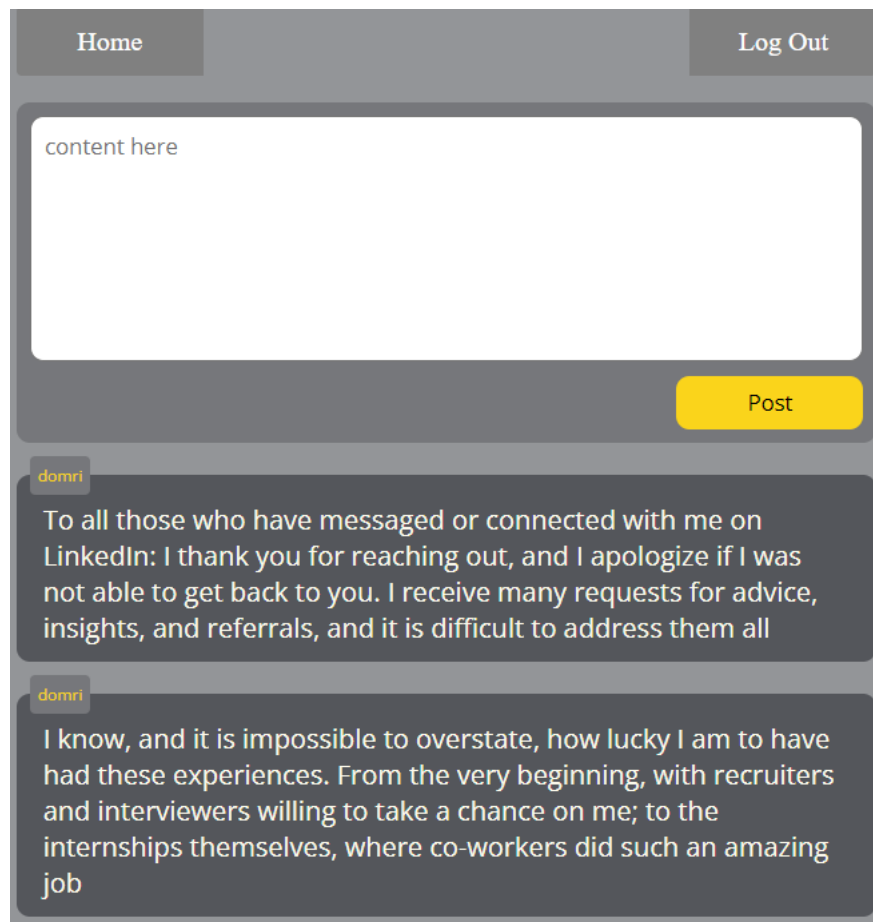 Home
Log Out
content here
Post
domri
To all those who have messaged or connected with me on
LinkedIn: I thank you for reaching out, and I apologize if I was
not able to get back to you. I receive many requests for advice,
insights, and referrals, and it is difficult to address them all
domri
I know, and it is impossible to overstate, how lucky I am to have
had these experiences. From the very beginning, with recruiters
and interviewers willing to take a chance on me; to the
internships themselves, where co-workers did such an amazing
job